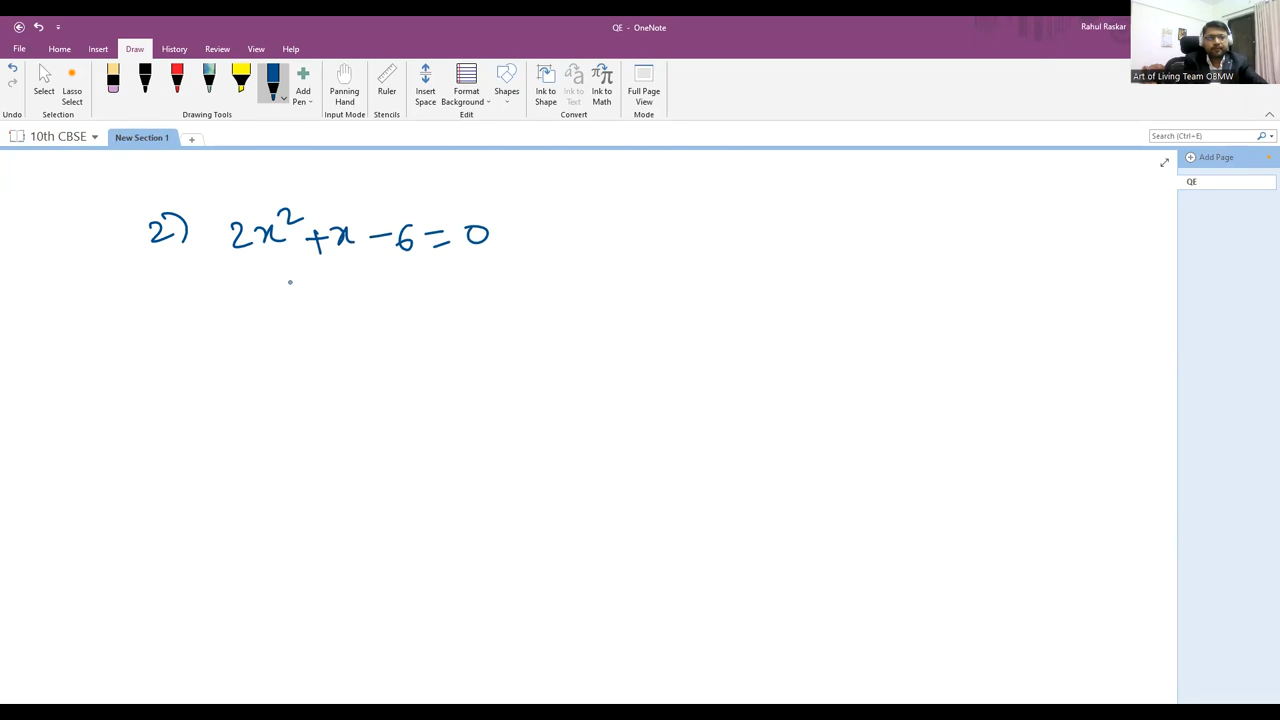 QE - OneNote
Rahul Raskar
File Home Insert Draw History Review View Help
Select Lasso Select Add Pen Panning Hand Ruler Insert Space Format Background Shapes Ink to Shape Ink to Text Ink to Math Full Page View
Undo Selection Drawing Tools Input Mode Stencils Edit Convert Mode
Art of Living Team OBMW
10th CBSE New Section 1 + Search (Ctrl+E)
Add Page
QE
2) 2x² + x - 6 = 0